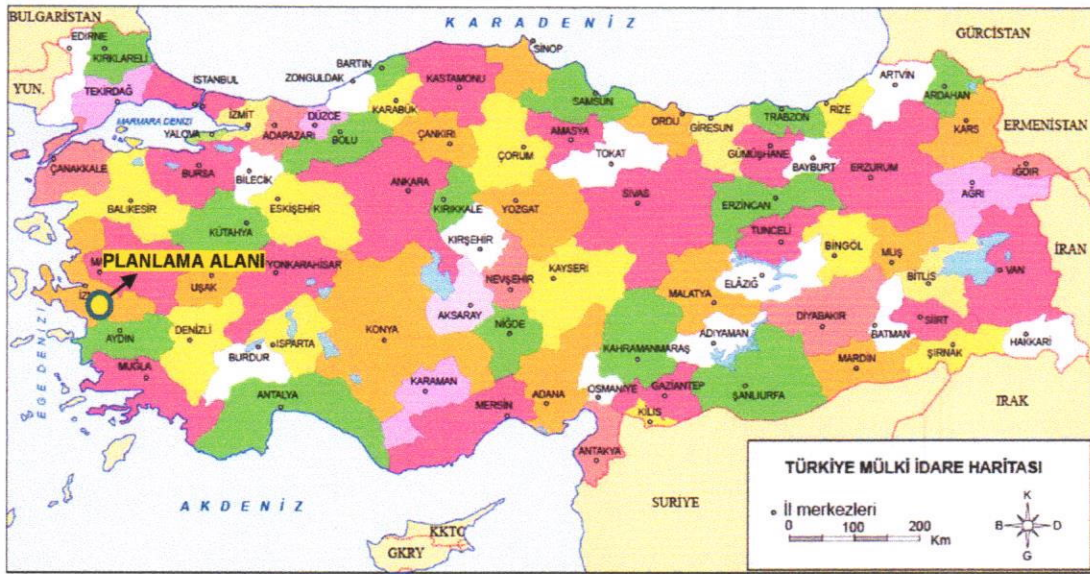 BULGARİSTAN
KARADENİZ
GÜRCİSTAN
EDİRNE
KIRKLARELİ
YUN.
TEKİRDAĞ
İSTANBUL
ZONGULDAK
BARTIN
KASTAMONU
SİNOP
ARTVİN
ARDAHAN
MARMARA DENİZİ
YALOVA
İZMİT
ADAPAZARI
DÜZCE
BOLU
KARABÜK
SAMSUN
ORDU
GİRESUN
TRABZON
RİZE
KARS
ERMENİSTAN
ÇANAKKALE
BURSA
BİLECİK
ÇANKIRI
ÇORUM
AMASYA
TOKAT
GÜMÜŞHANE
BAYBURT
ERZURUM
IĞDIR
BALIKESİR
ESKİŞEHİR
ANKARA
KIRIKKALE
YOZGAT
SİVAS
ERZİNCAN
AĞRI
KÜTAHYA
KIRŞEHİR
TUNCELİ
BİNGÖL
MUŞ
İRAN
MA
PLANLAMA ALANI
YONKARAHİSAR
UŞAK
NEVŞEHİR
KAYSERİ
ELAZIĞ
BİTLİS
VAN
İZ
AKSARAY
MALATYA
DİYABAKIR
BATMAN
SİİRT
AYDIN
DENİZLİ
BURDUR
ISPARTA
KONYA
NİĞDE
KAHRAMANMARAŞ
ADIYAMAN
MARDİN
ŞIRNAK
HAKKARİ
EGEDENİZİ
MUĞLA
ANTALYA
KARAMAN
MERSİN
ADANA
OSMANİYE
GAZİANTEP
KİLİS
ŞANLIURFA
IRAK
ANTAKYA
AKDENİZ
SURİYE
KKTC
GKRY
TÜRKİYE MÜLKİ İDARE HARİTASI
İl merkezleri
0 100 200
Km
K
B D
G